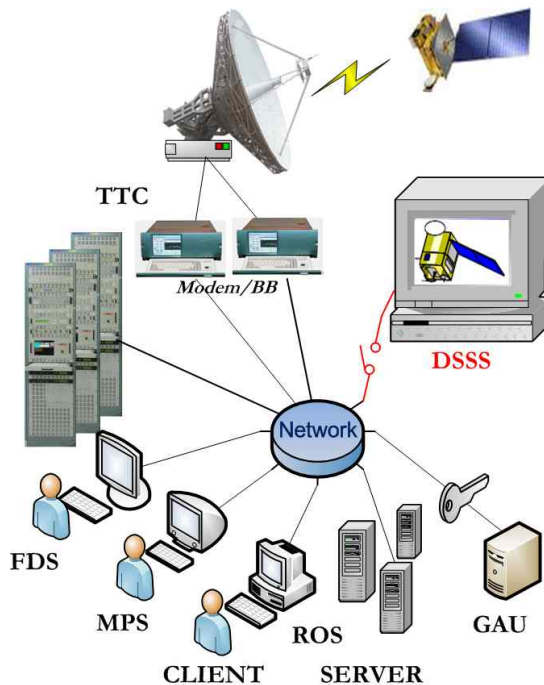 TTC
Modem/BB
DSSS
Network
FDS
MPS
CLIENT
ROS
SERVER
GAU